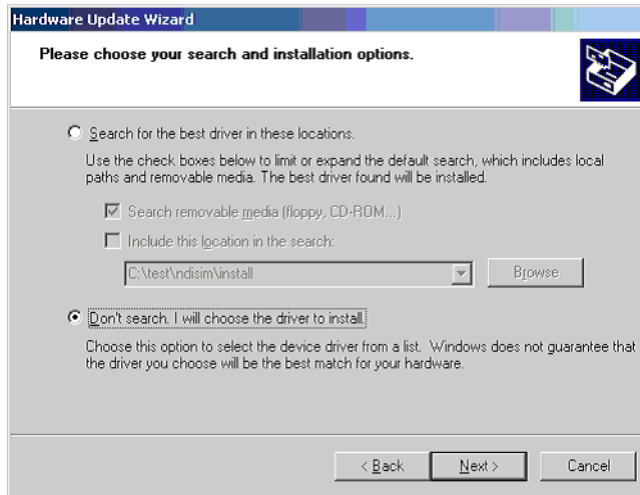 Hardware Update Wizard
Please choose your search and installation options.
Search for the best driver in these locations.
Use the check boxes below to limit or expand the default search, which includes local
paths and removable media. The best driver found will be installed.
Search removable media (floppy, CD-ROM...)
Include this location in the search:
C:\test\ndisim\install
Browse
Don't search. I will choose the driver to install.
Choose this option to select the device driver from a list. Windows does not guarantee that
the driver you choose will be the best match for your hardware.
< Back
Next >
Cancel